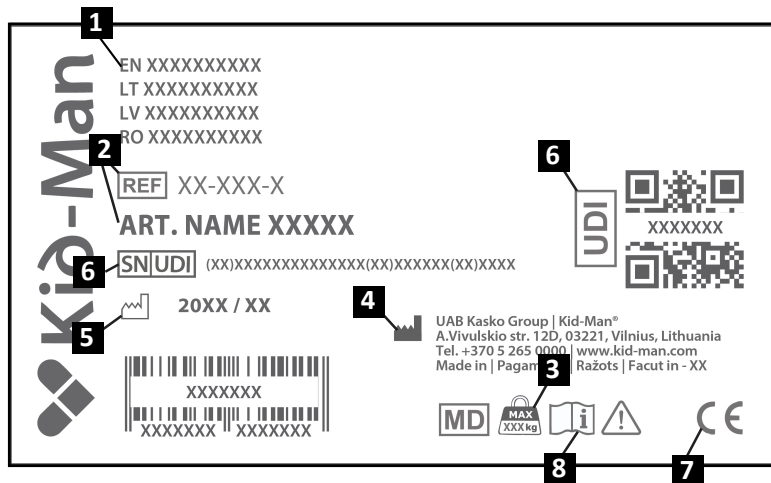 1
Kid-Man
EN XXXXXXXXXX
LT XXXXXXXXXX
LV XXXXXXXXXX
RO XXXXXXXXXX
2
REF XX-XXX-X
ART. NAME XXXXX
6
SN UDI (XX)XXXXXXXXXXXXXX(XX)XXXXXX(XX)XXXX
5
20XX / XX
XXXXXXX
XXXXXXX XXXXXXX
6
UDI
XXXXXXX
4
UAB Kasko Group | Kid-Man®
A.Vivulskio str. 12D, 03221, Vilnius, Lithuania
Tel. +370 5 265 0000 | www.kid-man.com
Made in | Ražots | Facut in - XX
3
MD
MAX
XXX kg
i
!
CE
8
7